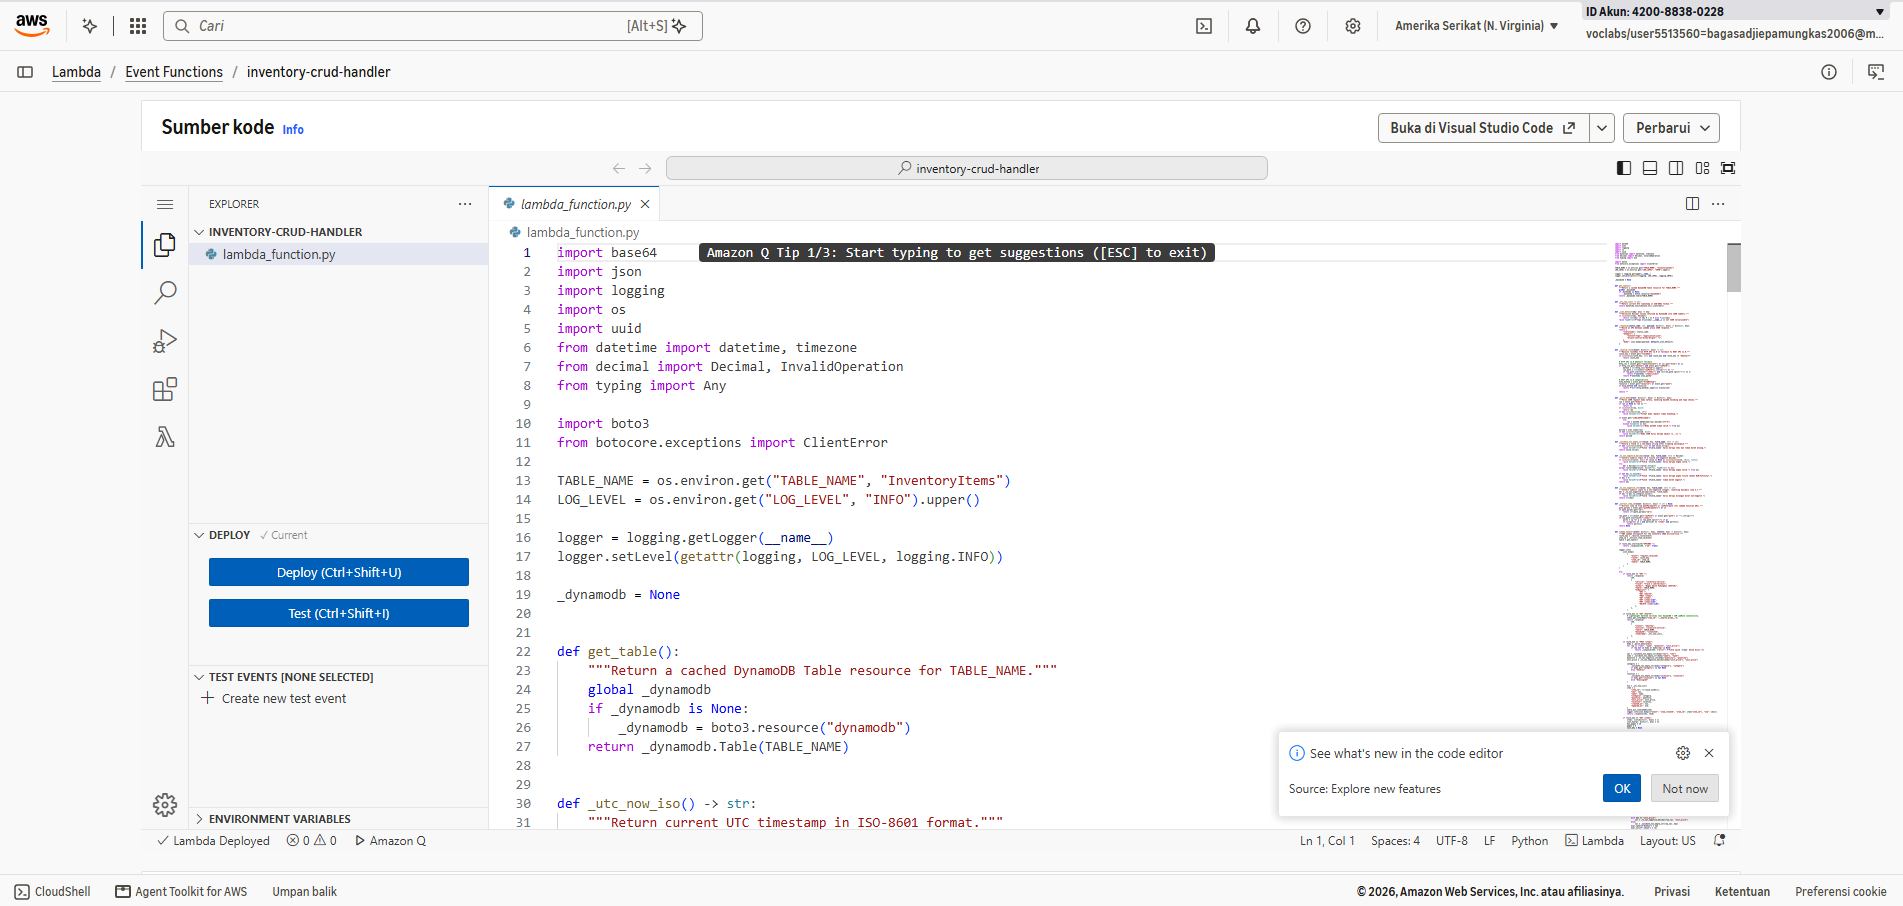 aws
Cari
[Alt+S]
Amerika Serikat (N. Virginia)
ID Akun: 4200-8838-0228
voclabs/user5513560=bagasadjiepamungkas2006@m...
Lambda / Event Functions / inventory-crud-handler
Sumber kode Info
Buka di Visual Studio Code
Perbarui
inventory-crud-handler
EXPLORER
INVENTORY-CRUD-HANDLER
lambda_function.py
DEPLOY Current
Deploy (Ctrl+Shift+U)
Test (Ctrl+Shift+I)
TEST EVENTS [NONE SELECTED]
Create new test event
ENVIRONMENT VARIABLES
lambda_function.py
lambda_function.py
1 import base64 Amazon Q Tip 1/3: Start typing to get suggestions ([ESC] to exit)
2 import json
3 import logging
4 import os
5 import uuid
6 from datetime import datetime, timezone
7 from decimal import Decimal, InvalidOperation
8 from typing import Any
9
10 import boto3
11 from botocore.exceptions import ClientError
12
13 TABLE_NAME = os.environ.get("TABLE_NAME", "InventoryItems")
14 LOG_LEVEL = os.environ.get("LOG_LEVEL", "INFO").upper()
15
16 logger = logging.getLogger(__name__)
17 logger.setLevel(getattr(logging, LOG_LEVEL, logging.INFO))
18
19 _dynamodb = None
20
21
22 def get_table():
23 """Return a cached DynamoDB Table resource for TABLE_NAME."""
24 global _dynamodb
25 if _dynamodb is None:
26 _dynamodb = boto3.resource("dynamodb")
27 return _dynamodb.Table(TABLE_NAME)
28
29
30 def _utc_now_iso() -> str:
31 """Return current UTC timestamp in ISO-8601 format."""
See what's new in the code editor
Source: Explore new features
OK
Not now
Lambda Deployed
0 0
Amazon Q
Ln 1, Col 1
Spaces: 4
UTF-8
LF
Python
Lambda
Layout: US
CloudShell
Agent Toolkit for AWS
Umpan balik
© 2026, Amazon Web Services, Inc. atau afiliasinya.
Privasi
Ketentuan
Preferensi cookie